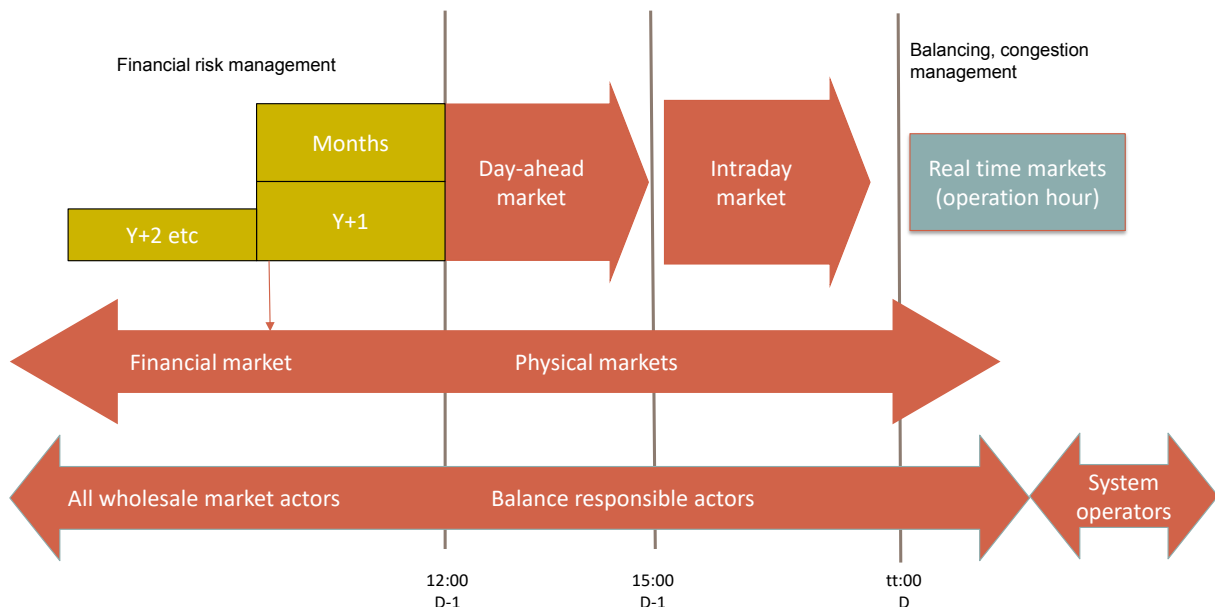 Financial risk management
Balancing, congestion
management
Months
Y+1
Y+2 etc
Day-ahead
market
Intraday
market
Real time markets
(operation hour)
Financial market
Physical markets
All wholesale market actors
Balance responsible actors
System
operators
12:00
D-1
15:00
D-1
tt:00
D